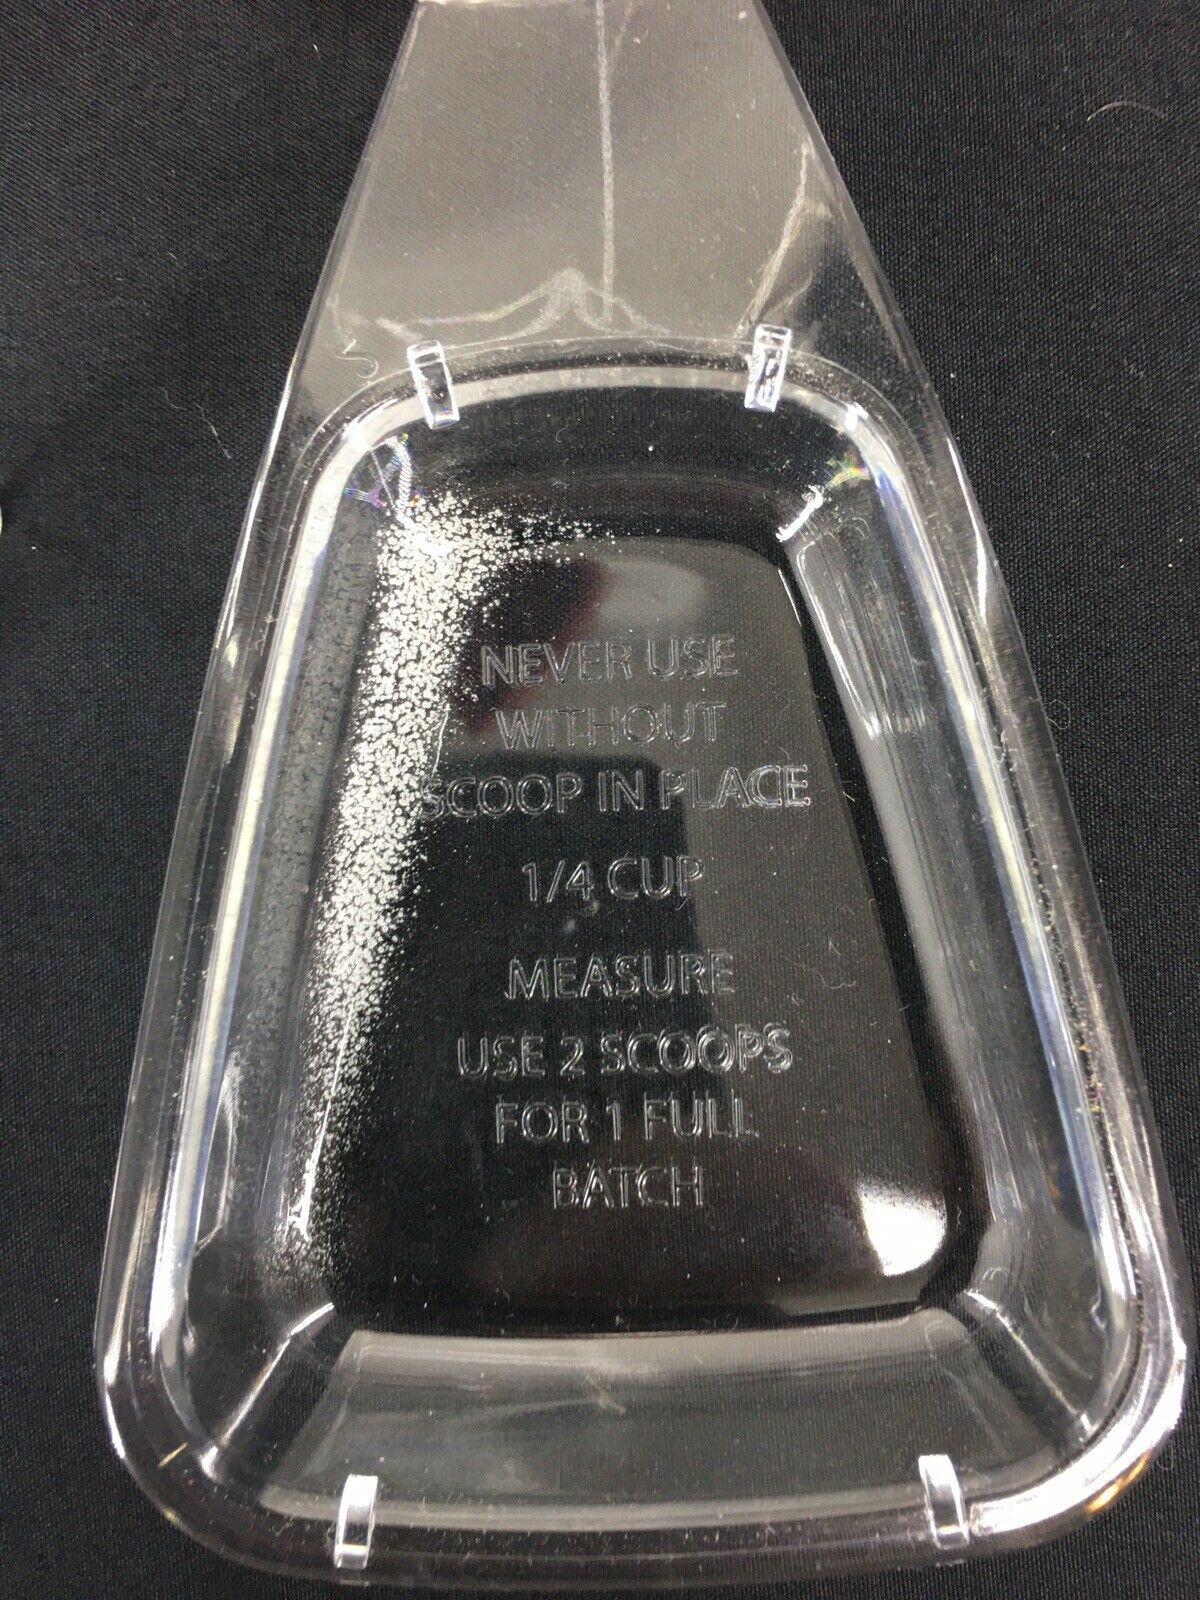 NEVER USE
WITHOUT
SCOOP IN PLACE
1/4 CUP
MEASURE
USE 2 SCOOPS
FOR 1 FULL
BATCH